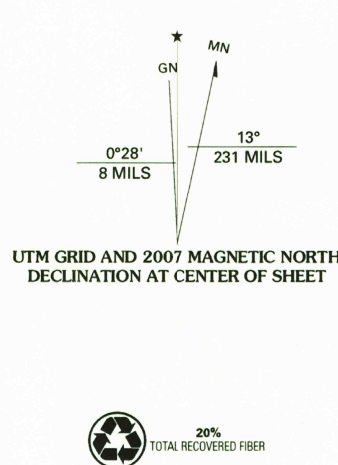 MN
GN
0°28'
8 MILS
13°
231 MILS
UTM GRID AND 2007 MAGNETIC NORTH
DECLINATION AT CENTER OF SHEET
20%
TOTAL RECOVERED FIBER